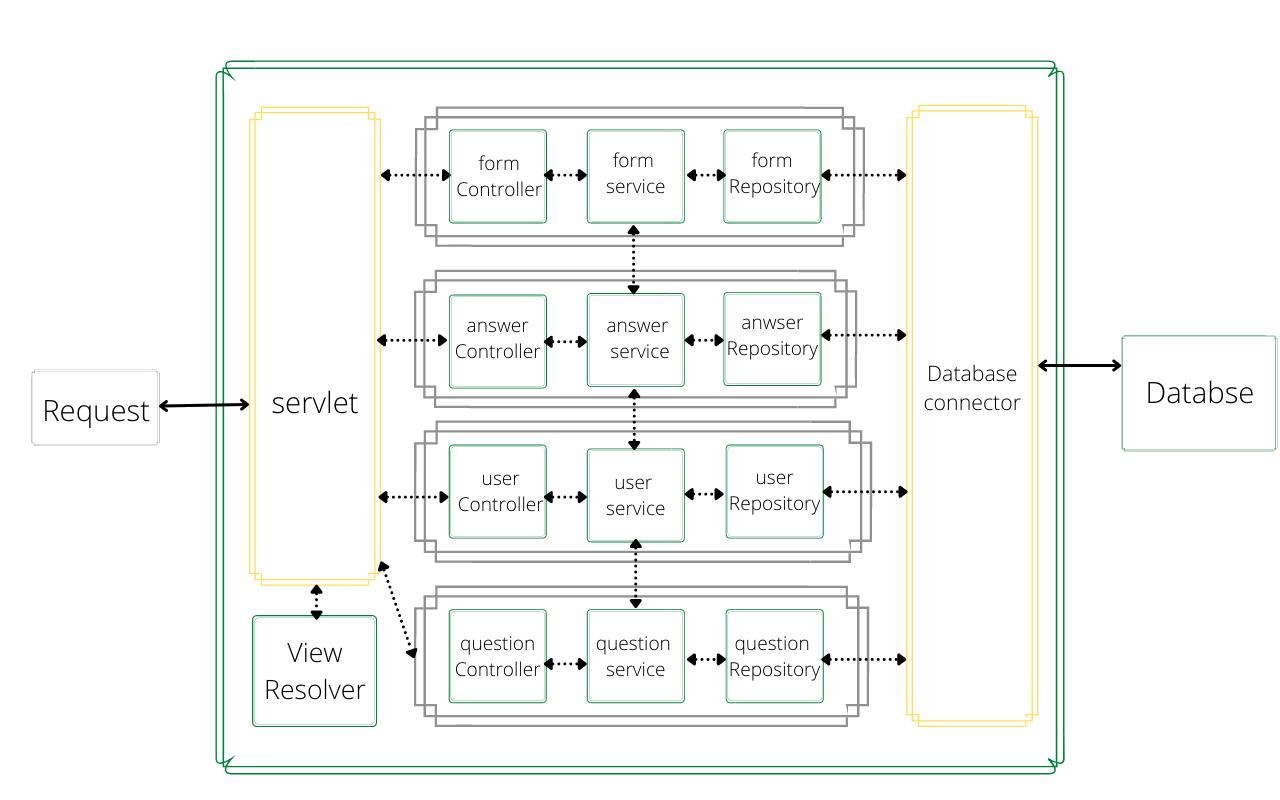 Request
servlet
View
Resolver
form
Controller
form
service
form
Repository
answer
Controller
answer
service
anwser
Repository
user
Controller
user
service
user
Repository
question
Controller
question
service
question
Repository
Database
connector
Databse